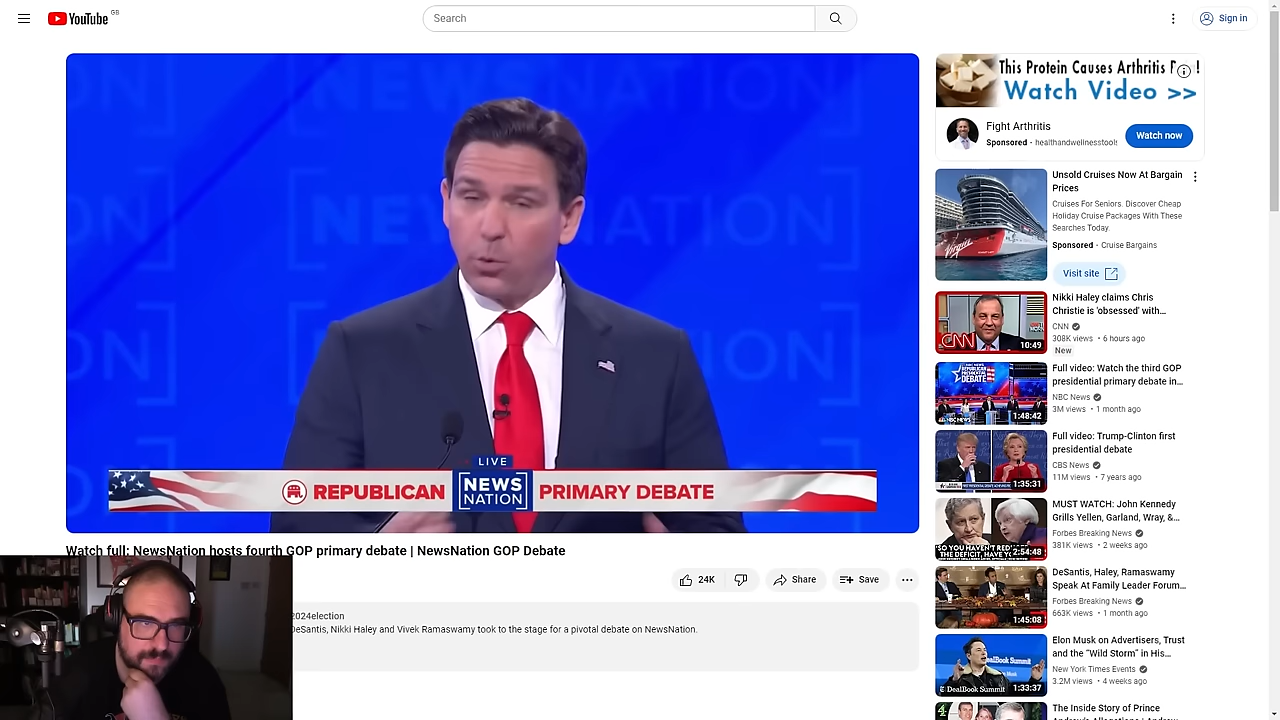 YouTube GB
Search
Sign in
NEWSNATION
LIVE
REPUBLICAN
NEWS
NATION
PRIMARY DEBATE
Watch full: NewsNation hosts fourth GOP primary debate | NewsNation GOP Debate
24K
Share
Save
2024election
DeSantis, Nikki Haley and Vivek Ramaswamy took to the stage for a pivotal debate on NewsNation.
This Protein Causes Arthritis
Watch Video >>
Fight Arthritis
Sponsored · healthandwellnesstools
Watch now
Unsold Cruises Now At Bargain
Prices
Cruises For Seniors. Discover Cheap
Holiday Cruise Packages With These
Searches Today.
Sponsored · Cruise Bargains
Visit site
Virgin
Nikki Haley claims Chris
Christie is 'obsessed' with...
CNN
308K views • 6 hours ago
New
CNN
10:49
Full video: Watch the third GOP
presidential primary debate in...
NBC News
3M views • 1 month ago
REPUBLICAN
PRESIDENTIAL
DEBATE
1:48:42
Full video: Trump-Clinton first
presidential debate
CBS News
11M views • 7 years ago
1:35:31
MUST WATCH: John Kennedy
Grills Yellen, Garland, Wray, &...
Forbes Breaking News
381K views • 2 weeks ago
2:54:48
DeSantis, Haley, Ramaswamy
Speak At Family Leader Forum...
Forbes Breaking News
663K views • 1 month ago
1:45:08
Elon Musk on Advertisers, Trust
and the “Wild Storm” in His...
New York Times Events
3.2M views • 4 weeks ago
DealBook Summit
1:33:37
The Inside Story of Prince
4